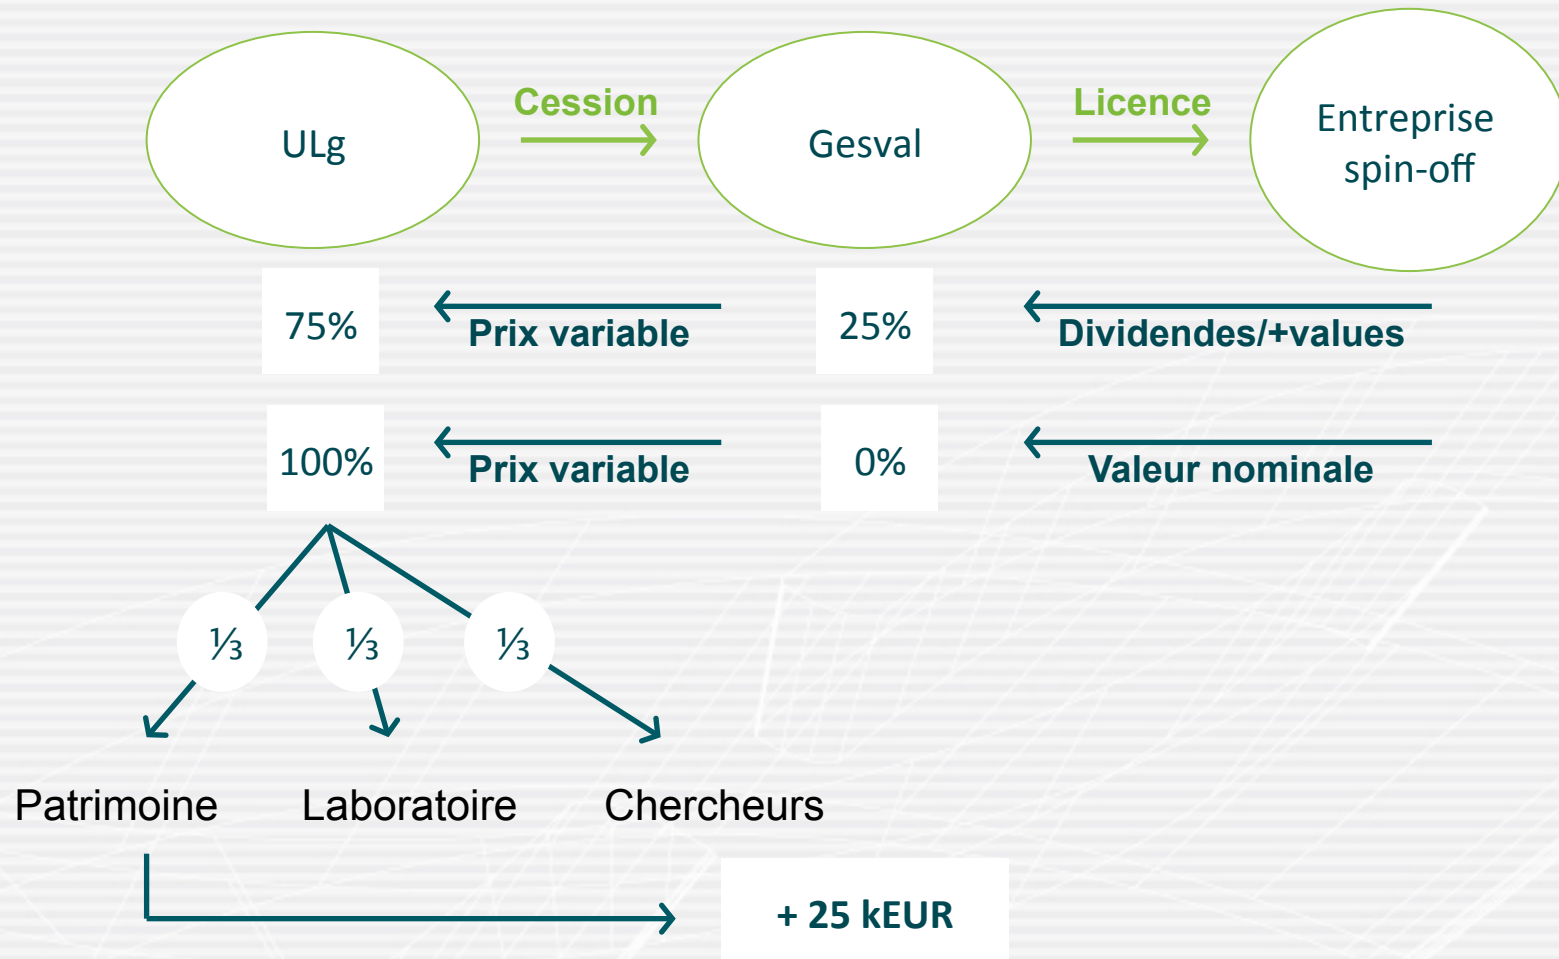 Cession
Licence
ULg
Gesval
Entreprise
spin-off
75%
Prix variable
25%
Dividendes/+values
100%
Prix variable
0%
Valeur nominale
⅓
⅓
⅓
Patrimoine
Laboratoire
Chercheurs
+ 25 kEUR